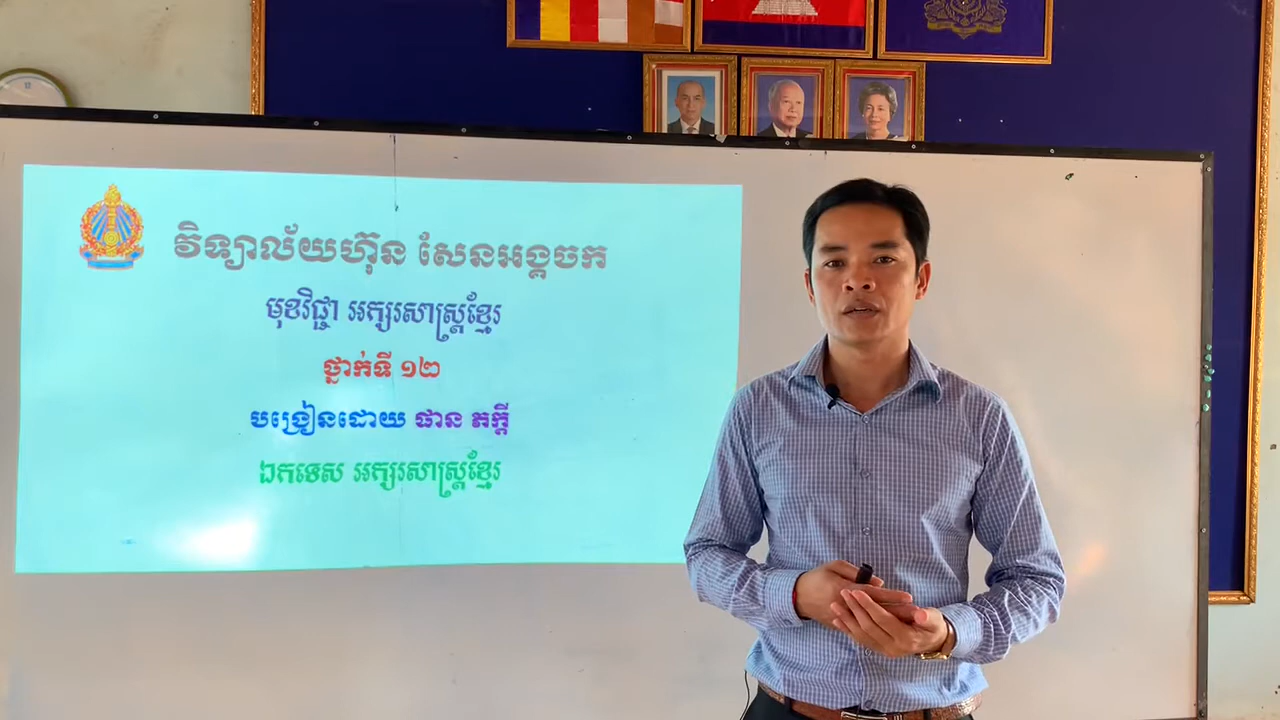 វិទ្យាល័យហ៊ុន សែនអង្គចក
មុខវិជ្ជា អក្សរសាស្ត្រខ្មែរ
ថ្នាក់ទី ១២
បង្រៀនដោយ ផាន ភក្ដី
ឯកទេស អក្សរសាស្ត្រខ្មែរ